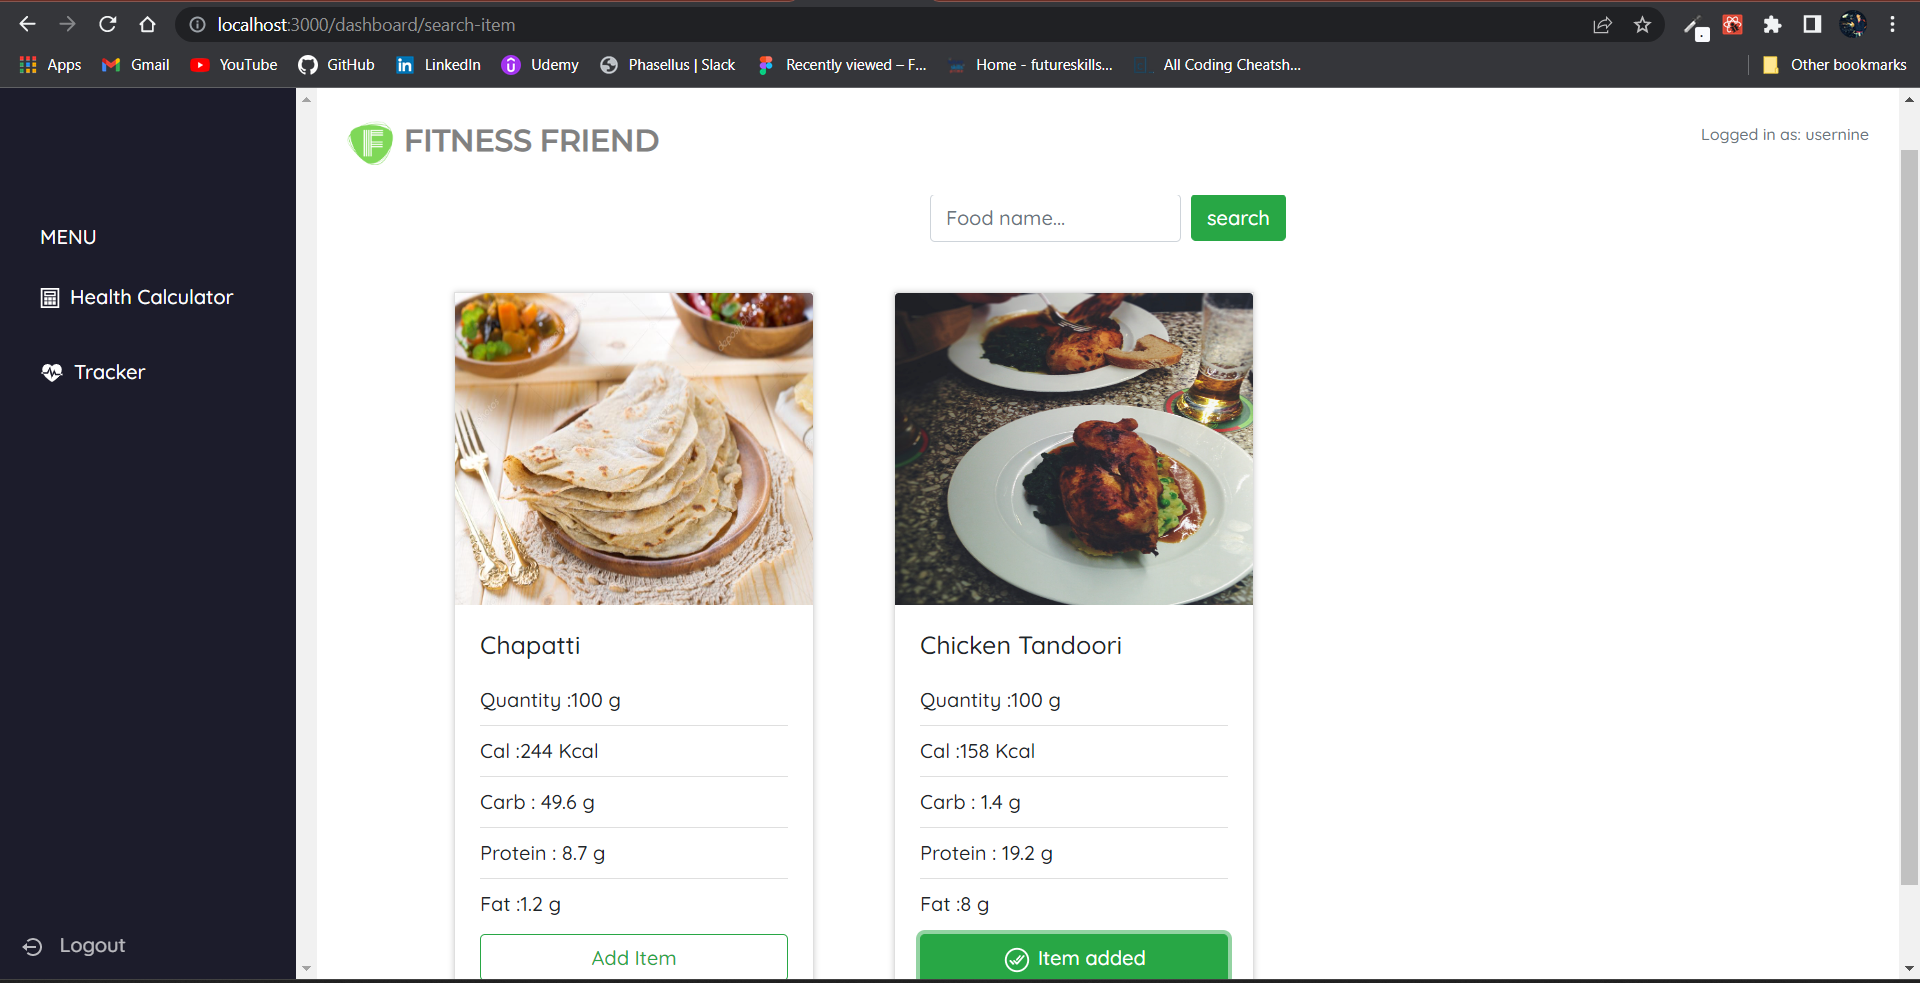 localhost:3000/dashboard/search-item
Apps Gmail YouTube GitHub LinkedIn Udemy Phasellus | Slack Recently viewed – F... Home - futureskills... All Coding Cheatsh... Other bookmarks
FITNESS FRIEND
Logged in as: usernine
MENU
Health Calculator
Tracker
Logout
Food name...
search
Chapatti
Quantity :100 g
Cal :244 Kcal
Carb : 49.6 g
Protein : 8.7 g
Fat :1.2 g
Add Item
Chicken Tandoori
Quantity :100 g
Cal :158 Kcal
Carb : 1.4 g
Protein : 19.2 g
Fat :8 g
Item added